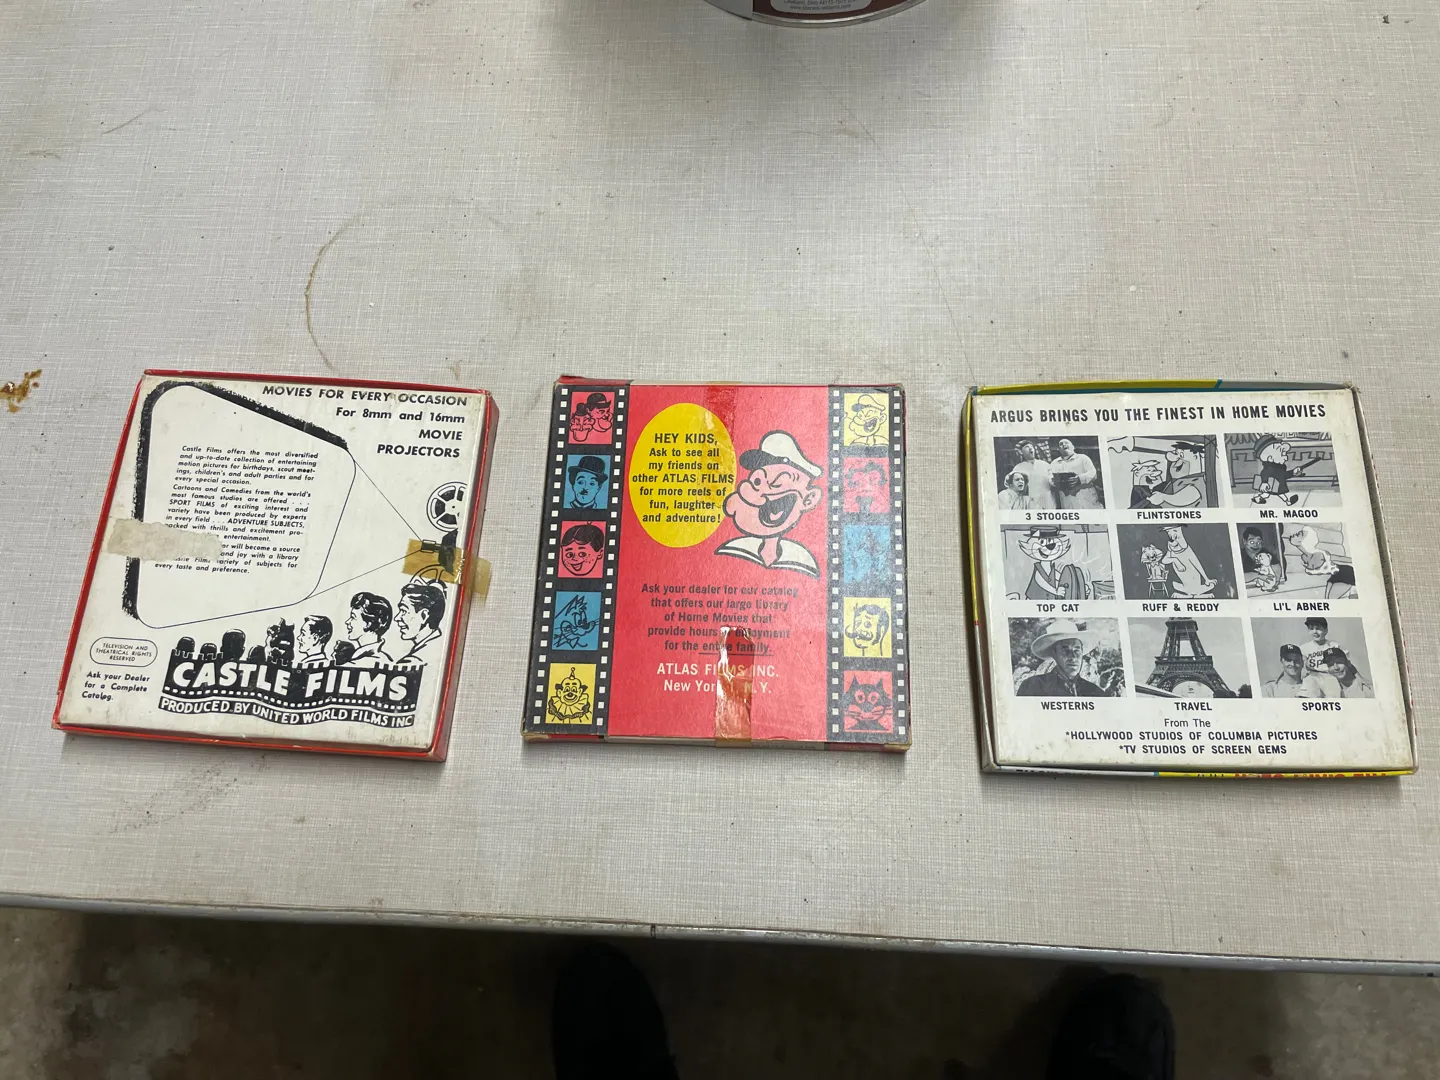 MOVIES FOR EVERY OCCASION
For 8mm and 16mm
MOVIE
PROJECTORS
Castle Films offers the most diversified
and up-to-date collection of entertaining
motion pictures for birthdays, scout meet-
ings, children's and adult parties and for
every special occasion.
Cartoons and Comedies from the world's
most famous studies are offered . . .
SPORT FILMS of exciting interest and
variety have been produced by experts
in every field . . . ADVENTURE SUBJECTS,
packed with thrills and excitement pro-
entertainment.
will become a source
and joy with a library
Films variety of subjects for
every taste and preference.
TELEVISION AND
THEATRICAL RIGHTS
RESERVED
Ask your Dealer
for a Complete
Catalog.
CASTLE FILMS
PRODUCED BY UNITED WORLD FILMS INC
HEY KIDS,
Ask to see all
my friends on
other ATLAS FILMS
for more reels of
fun, laughter
and adventure!
Ask your dealer for our catalog
that offers our large library
of Home Movies that
provide hours of enjoyment
for the entire family.
ATLAS FILMS INC.
New York, N.Y.
ARGUS BRINGS YOU THE FINEST IN HOME MOVIES
3 STOOGES FLINTSTONES MR. MAGOO
TOP CAT RUFF & REDDY LI'L ABNER
WESTERNS TRAVEL SPORTS
From The
*HOLLYWOOD STUDIOS OF COLUMBIA PICTURES
*TV STUDIOS OF SCREEN GEMS